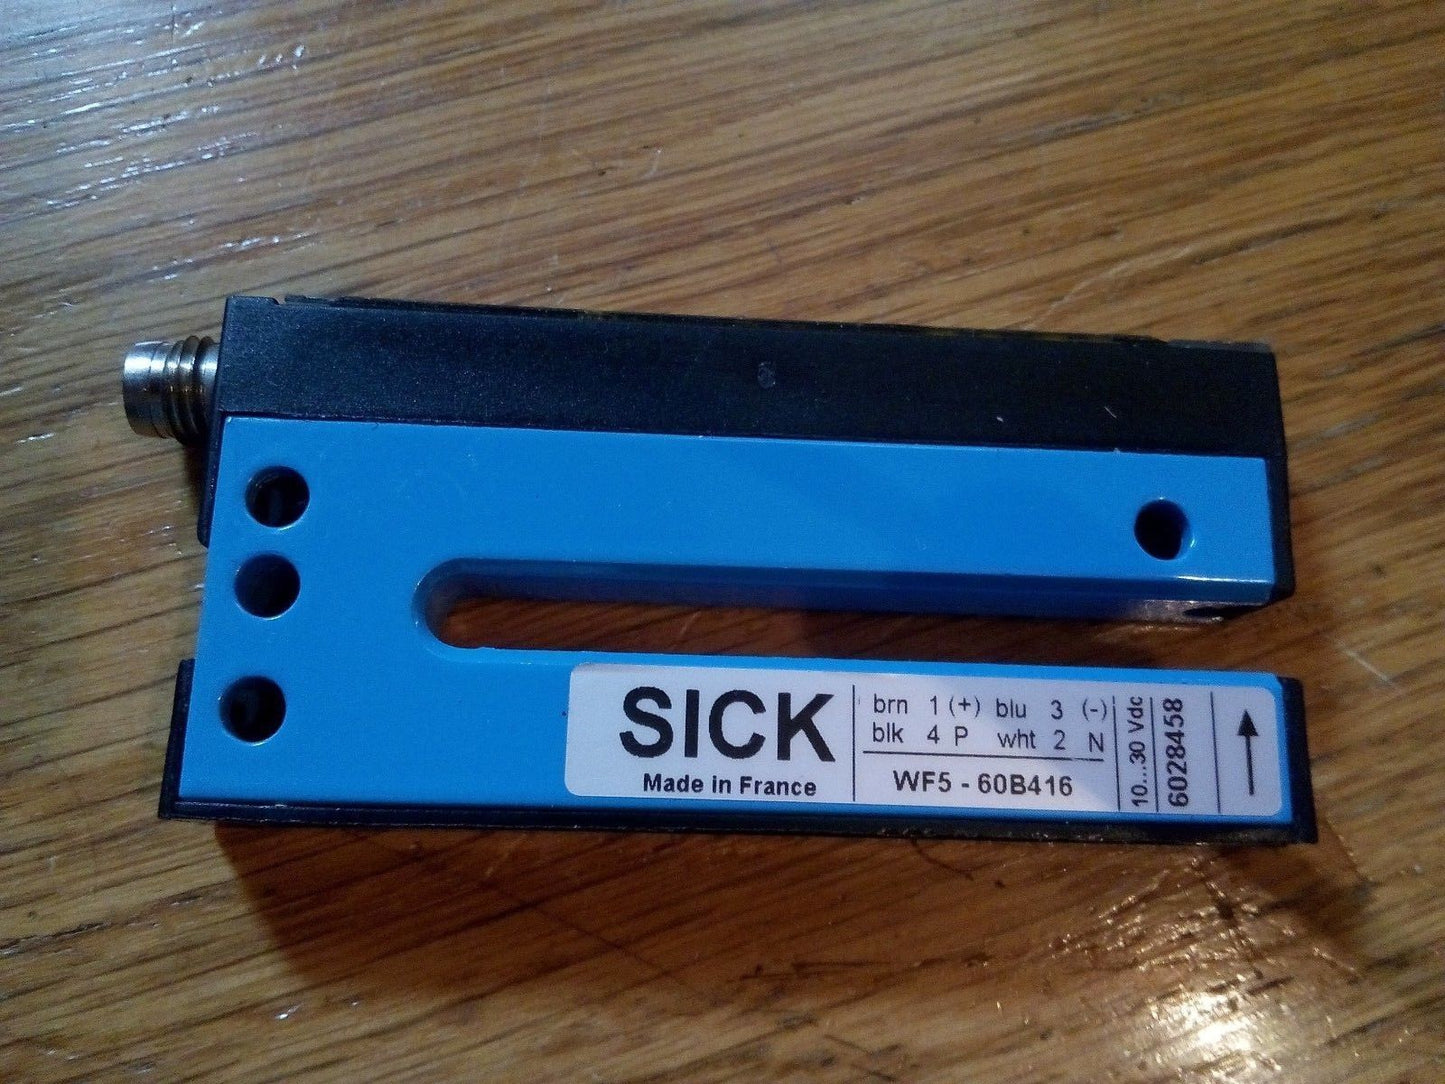 SICK
Made in France
brn 1 (+) blu 3 (-)
blk 4 P wht 2 N
WF5 - 60B416
10...30 Vdc
6028458